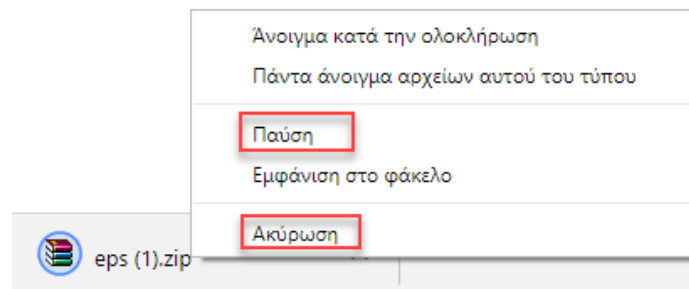 Άνοιγμα κατά την ολοκλήρωση
Πάντα άνοιγμα αρχείων αυτού του τύπου
Παύση
Εμφάνιση στο φάκελο
Ακύρωση
eps (1).zip